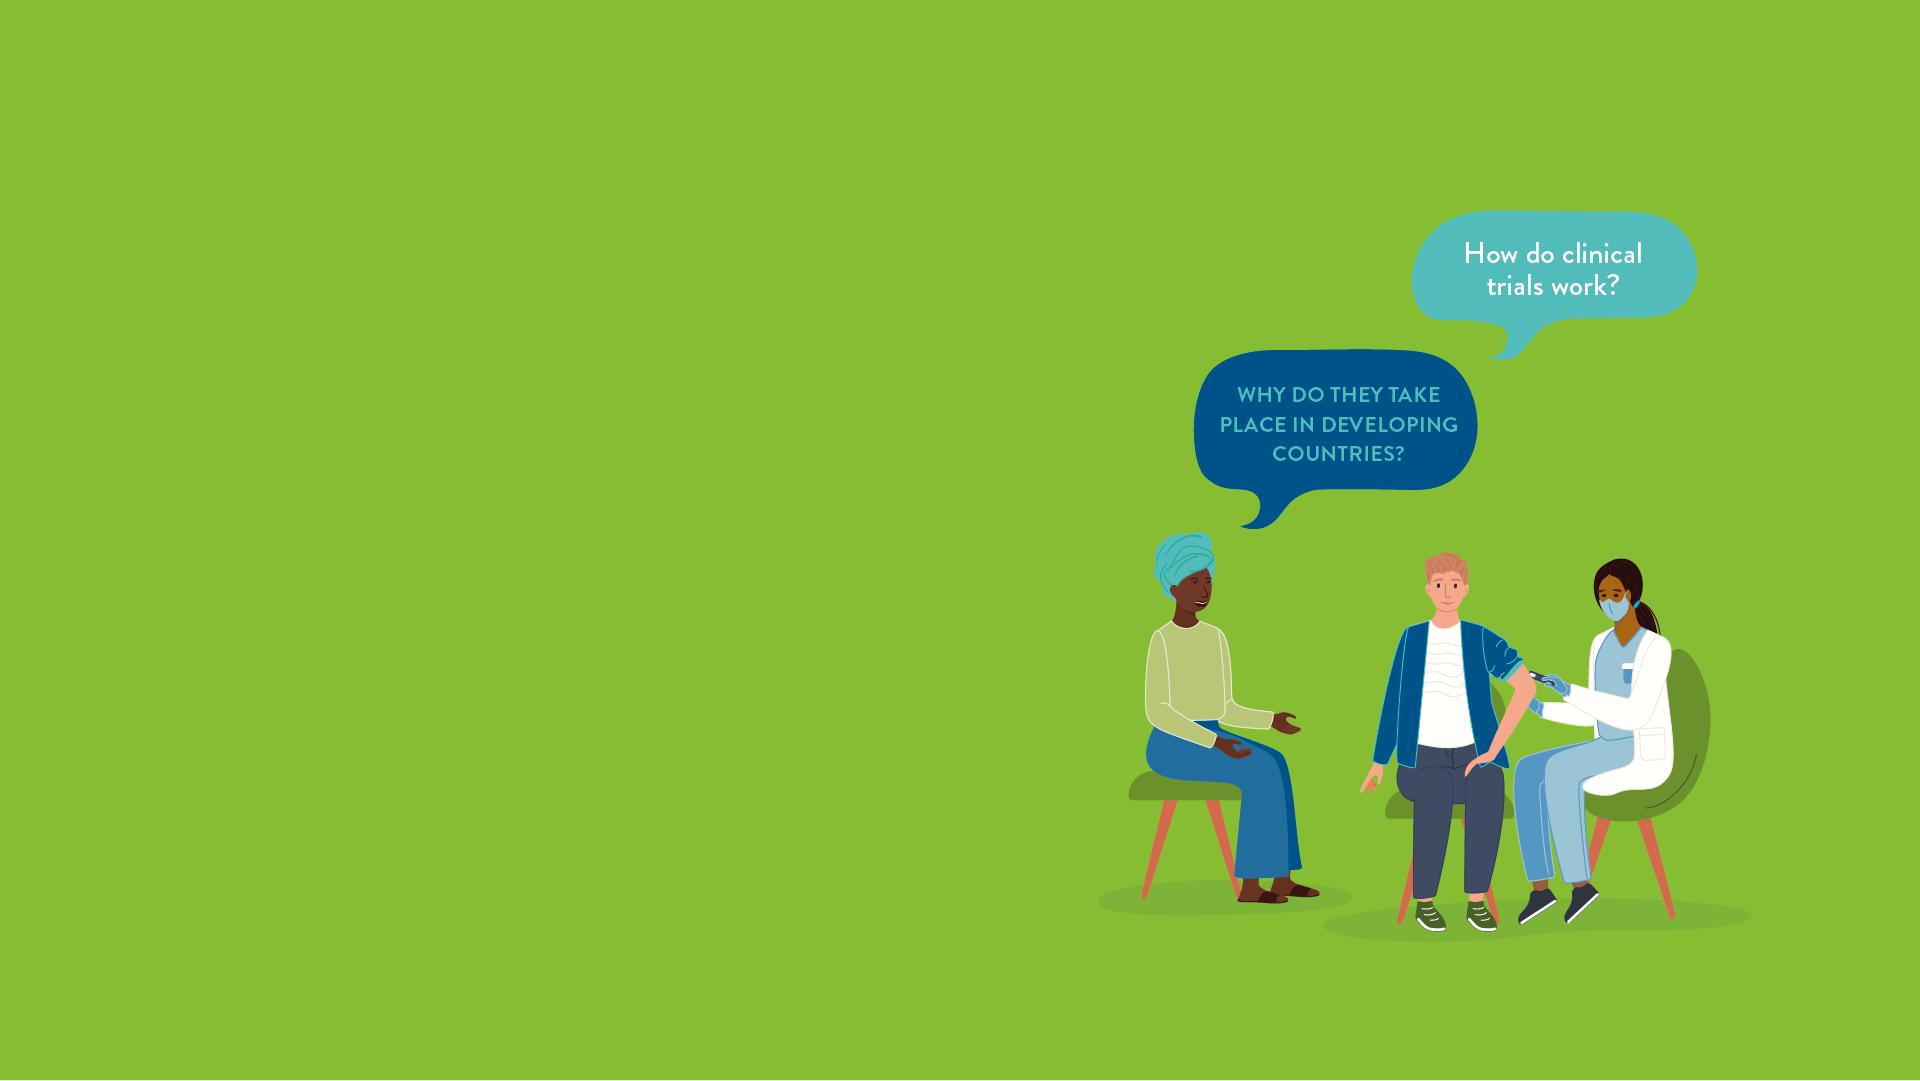 How do clinical
trials work?
WHY DO THEY TAKE
PLACE IN DEVELOPING
COUNTRIES?